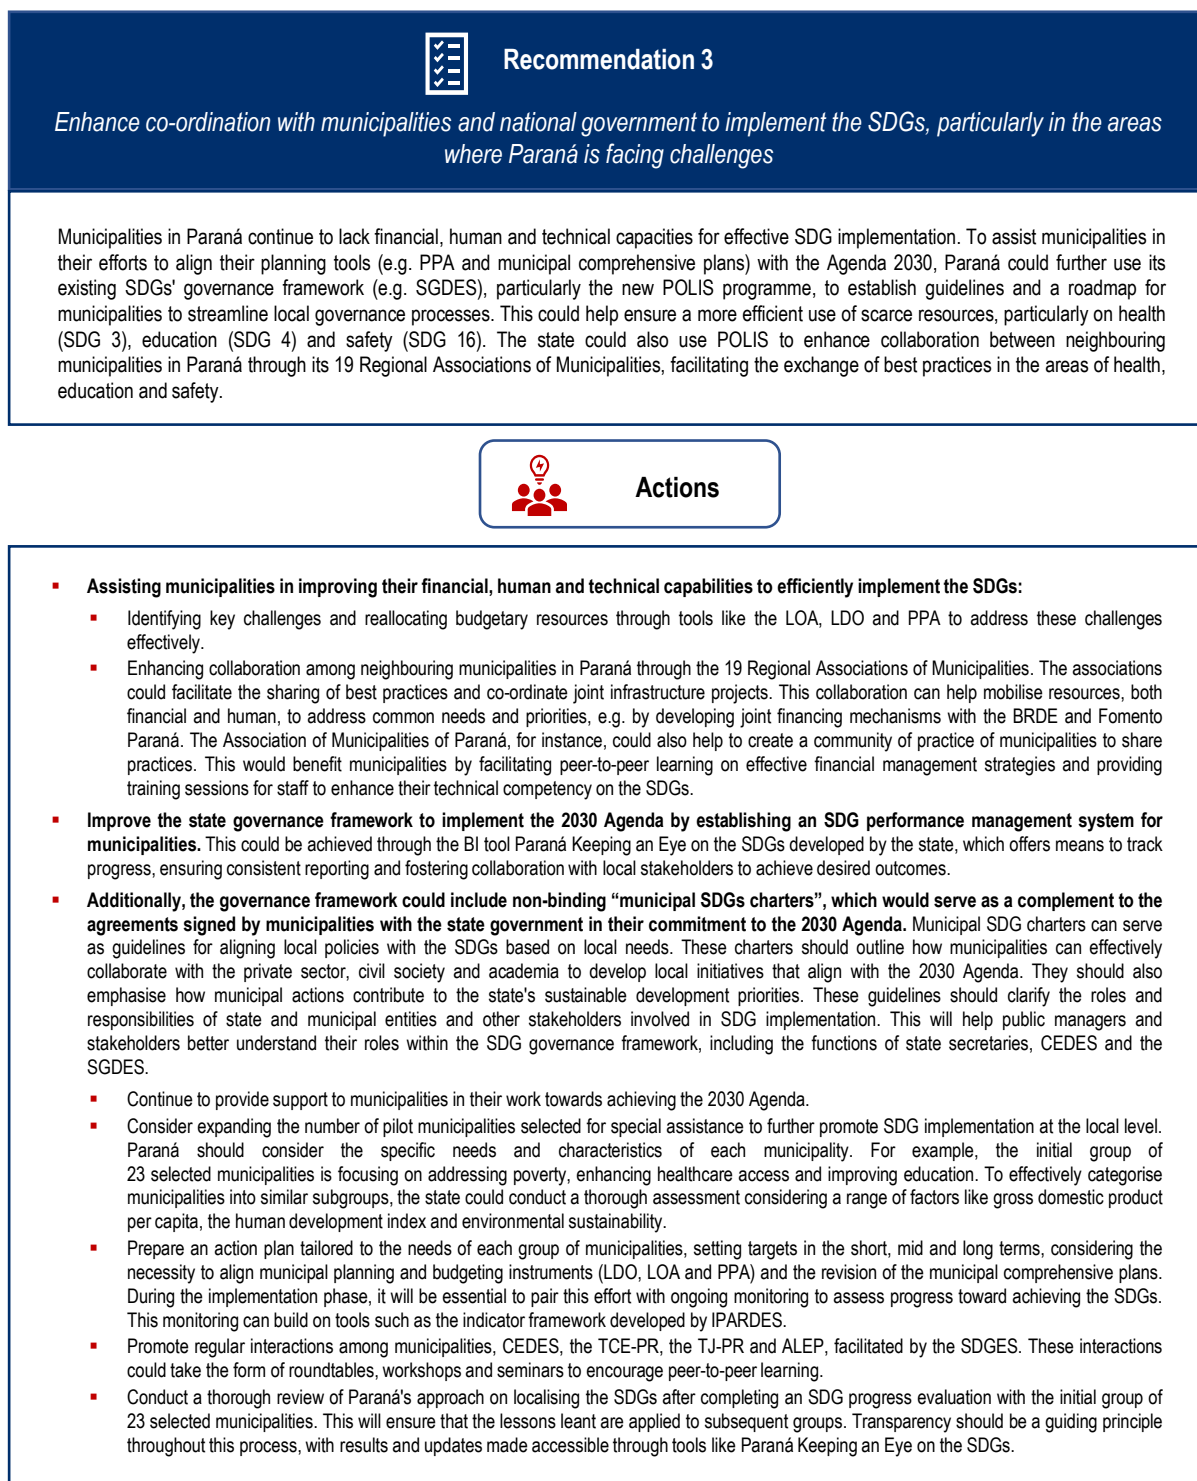 Recommendation 3
Enhance co-ordination with municipalities and national government to implement the SDGs, particularly in the areas
where Paraná is facing challenges
Municipalities in Paraná continue to lack financial, human and technical capacities for effective SDG implementation. To assist municipalities in
their efforts to align their planning tools (e.g. PPA and municipal comprehensive plans) with the Agenda 2030, Paraná could further use its
existing SDGs' governance framework (e.g. SGDES), particularly the new POLIS programme, to establish guidelines and a roadmap for
municipalities to streamline local governance processes. This could help ensure a more efficient use of scarce resources, particularly on health
(SDG 3), education (SDG 4) and safety (SDG 16). The state could also use POLIS to enhance collaboration between neighbouring
municipalities in Paraná through its 19 Regional Associations of Municipalities, facilitating the exchange of best practices in the areas of health,
education and safety.
Actions
▪ Assisting municipalities in improving their financial, human and technical capabilities to efficiently implement the SDGs:
▪ Identifying key challenges and reallocating budgetary resources through tools like the LOA, LDO and PPA to address these challenges
effectively.
▪ Enhancing collaboration among neighbouring municipalities in Paraná through the 19 Regional Associations of Municipalities. The associations
could facilitate the sharing of best practices and co-ordinate joint infrastructure projects. This collaboration can help mobilise resources, both
financial and human, to address common needs and priorities, e.g. by developing joint financing mechanisms with the BRDE and Fomento
Paraná. The Association of Municipalities of Paraná, for instance, could also help to create a community of practice of municipalities to share
practices. This would benefit municipalities by facilitating peer-to-peer learning on effective financial management strategies and providing
training sessions for staff to enhance their technical competency on the SDGs.
▪ Improve the state governance framework to implement the 2030 Agenda by establishing an SDG performance management system for
municipalities. This could be achieved through the BI tool Paraná Keeping an Eye on the SDGs developed by the state, which offers means to track
progress, ensuring consistent reporting and fostering collaboration with local stakeholders to achieve desired outcomes.
▪ Additionally, the governance framework could include non-binding “municipal SDGs charters”, which would serve as a complement to the
agreements signed by municipalities with the state government in their commitment to the 2030 Agenda. Municipal SDG charters can serve
as guidelines for aligning local policies with the SDGs based on local needs. These charters should outline how municipalities can effectively
collaborate with the private sector, civil society and academia to develop local initiatives that align with the 2030 Agenda. They should also
emphasise how municipal actions contribute to the state's sustainable development priorities. These guidelines should clarify the roles and
responsibilities of state and municipal entities and other stakeholders involved in SDG implementation. This will help public managers and
stakeholders better understand their roles within the SDG governance framework, including the functions of state secretaries, CEDES and the
SGDES.
▪ Continue to provide support to municipalities in their work towards achieving the 2030 Agenda.
▪ Consider expanding the number of pilot municipalities selected for special assistance to further promote SDG implementation at the local level.
Paraná should consider the specific needs and characteristics of each municipality. For example, the initial group of
23 selected municipalities is focusing on addressing poverty, enhancing healthcare access and improving education. To effectively categorise
municipalities into similar subgroups, the state could conduct a thorough assessment considering a range of factors like gross domestic product
per capita, the human development index and environmental sustainability.
▪ Prepare an action plan tailored to the needs of each group of municipalities, setting targets in the short, mid and long terms, considering the
necessity to align municipal planning and budgeting instruments (LDO, LOA and PPA) and the revision of the municipal comprehensive plans.
During the implementation phase, it will be essential to pair this effort with ongoing monitoring to assess progress toward achieving the SDGs.
This monitoring can build on tools such as the indicator framework developed by IPARDES.
▪ Promote regular interactions among municipalities, CEDES, the TCE-PR, the TJ-PR and ALEP, facilitated by the SDGES. These interactions
could take the form of roundtables, workshops and seminars to encourage peer-to-peer learning.
▪ Conduct a thorough review of Paraná's approach on localising the SDGs after completing an SDG progress evaluation with the initial group of
23 selected municipalities. This will ensure that the lessons leant are applied to subsequent groups. Transparency should be a guiding principle
throughout this process, with results and updates made accessible through tools like Paraná Keeping an Eye on the SDGs.